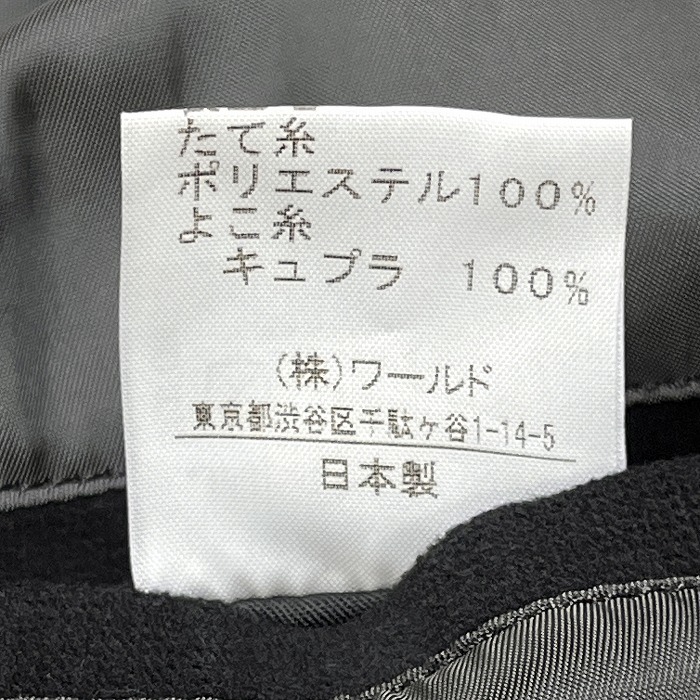 たて糸
ポリエステル100%
よこ糸
キュプラ 100%
(株)ワールド
東京都渋谷区千駄ヶ谷1-14-5
日本製